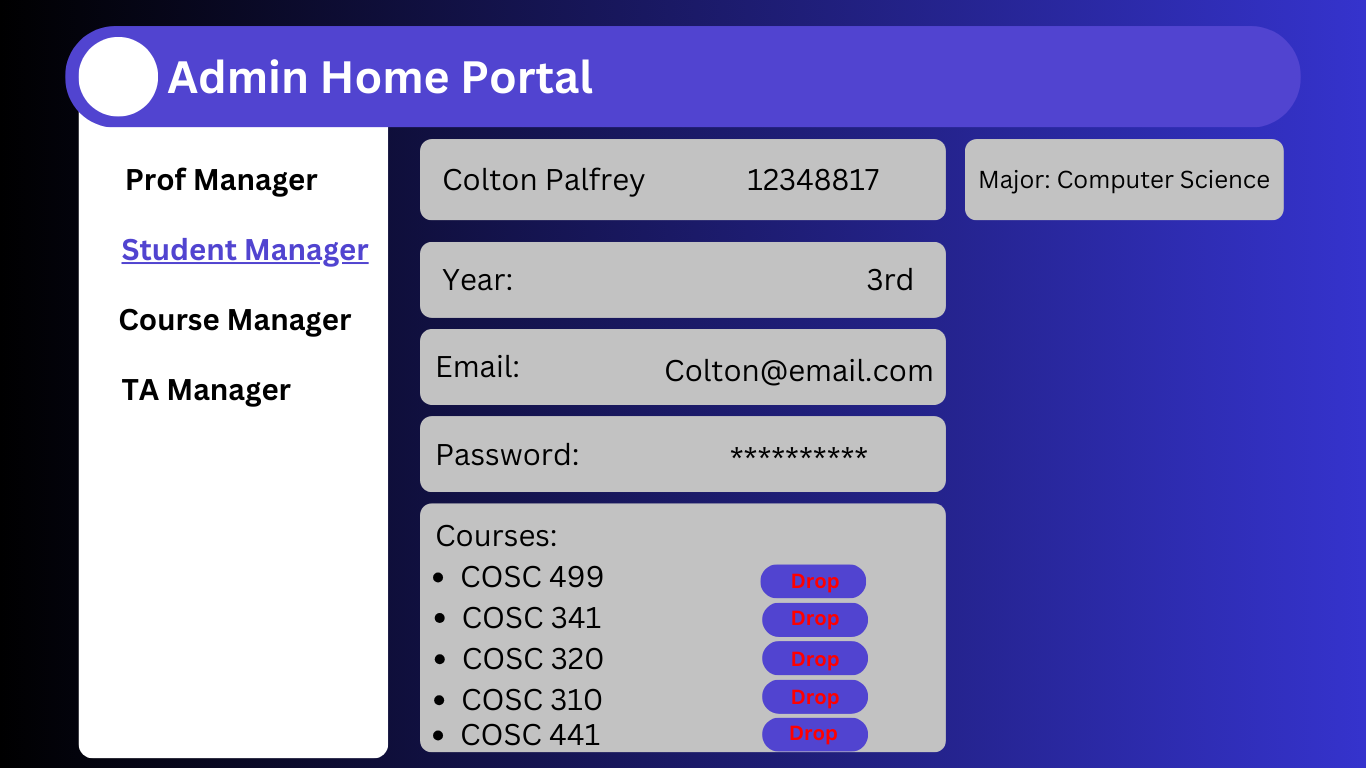 Admin Home Portal
Prof Manager
Student Manager
Course Manager
TA Manager
Colton Palfrey 12348817
Major: Computer Science
Year: 3rd
Email: Colton@email.com
Password: **********
Courses:
• COSC 499 Drop
• COSC 341 Drop
• COSC 320 Drop
• COSC 310 Drop
• COSC 441 Drop